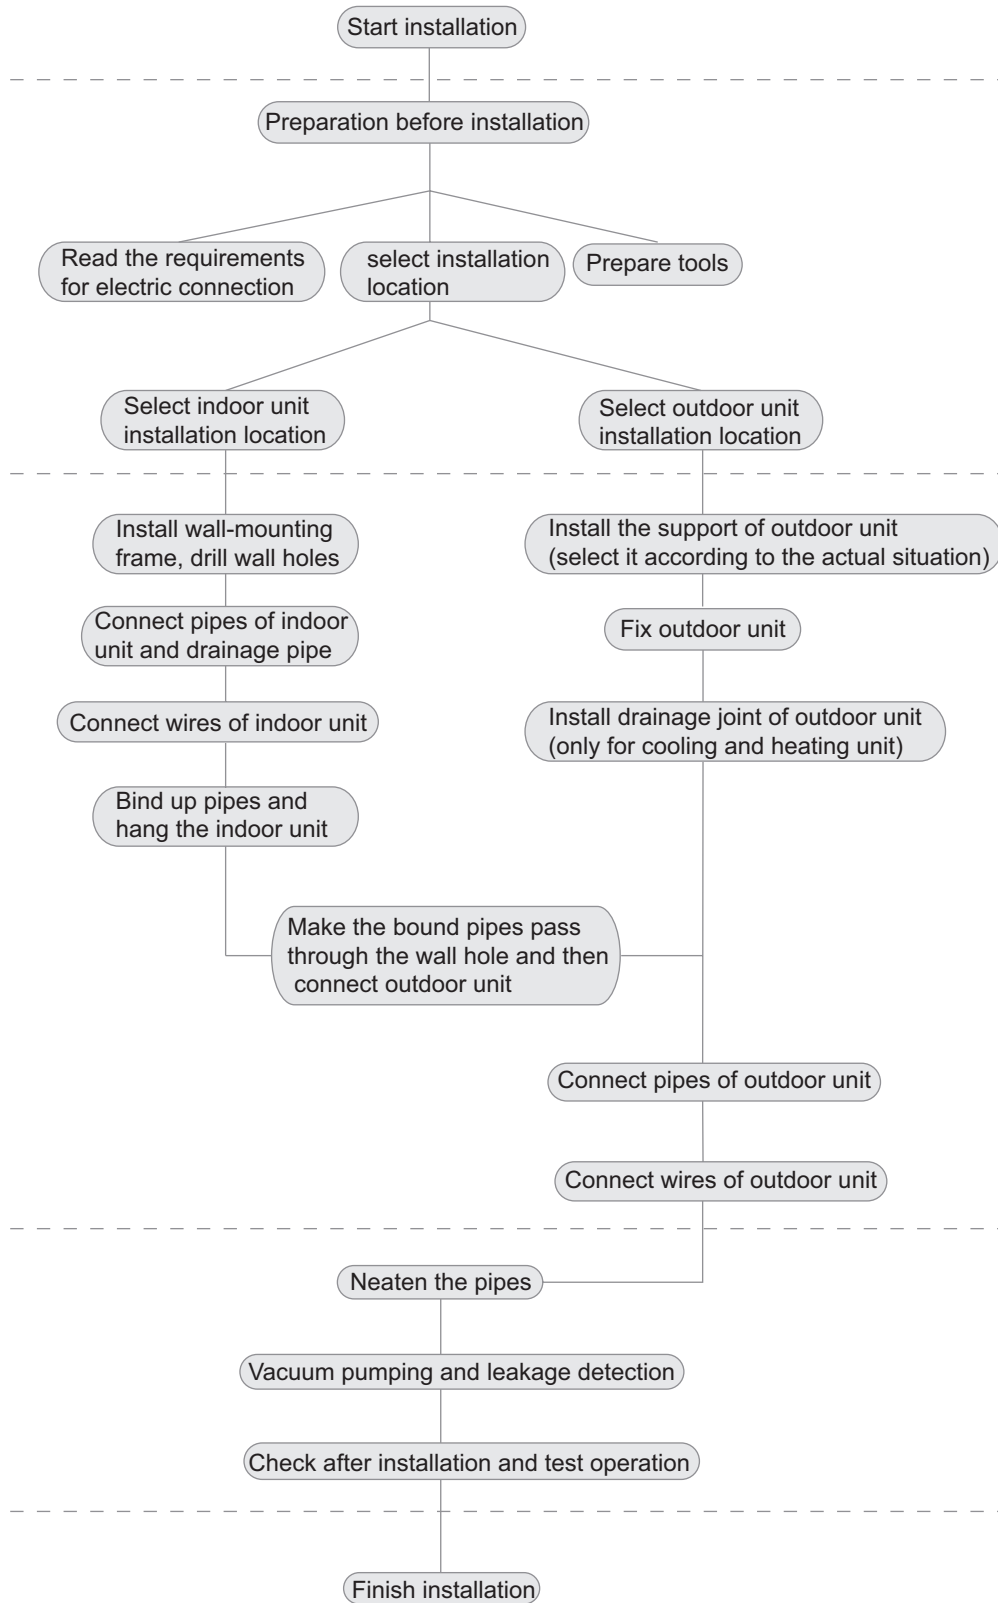 Start installation
Preparation before installation
Read the requirements
for electric connection
select installation
location
Prepare tools
Select indoor unit
installation location
Select outdoor unit
installation location
Install wall-mounting
frame, drill wall holes
Install the support of outdoor unit
(select it according to the actual situation)
Connect pipes of indoor
unit and drainage pipe
Fix outdoor unit
Connect wires of indoor unit
Install drainage joint of outdoor unit
(only for cooling and heating unit)
Bind up pipes and
hang the indoor unit
Make the bound pipes pass
through the wall hole and then
connect outdoor unit
Connect pipes of outdoor unit
Connect wires of outdoor unit
Neaten the pipes
Vacuum pumping and leakage detection
Check after installation and test operation
Finish installation